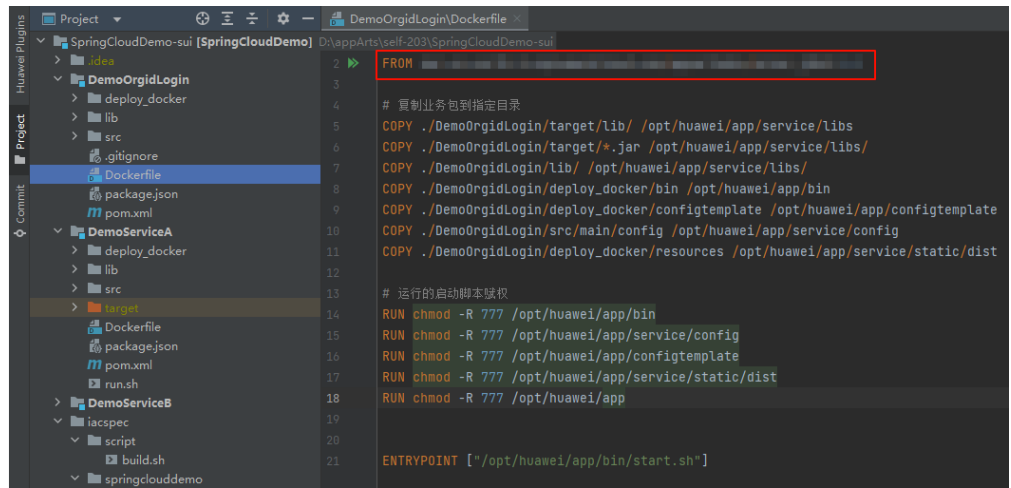 Project
DemoOrgidLogin\Dockerfile
Huawei Plugins
Project
Commit
SpringCloudDemo-sui [SpringCloudDemo] D:\appArts\self-203\SpringCloudDemo-sui
.idea
DemoOrgidLogin
deploy_docker
lib
src
.gitignore
Dockerfile
package.json
pom.xml
DemoServiceA
deploy_docker
lib
src
target
Dockerfile
package.json
pom.xml
run.sh
DemoServiceB
iacspec
script
build.sh
springclouddemo
2 FROM
3
4 # 复制业务包到指定目录
5 COPY ./DemoOrgidLogin/target/lib/ /opt/huawei/app/service/libs
6 COPY ./DemoOrgidLogin/target/*.jar /opt/huawei/app/service/libs/
7 COPY ./DemoOrgidLogin/lib/ /opt/huawei/app/service/libs/
8 COPY ./DemoOrgidLogin/deploy_docker/bin /opt/huawei/app/bin
9 COPY ./DemoOrgidLogin/deploy_docker/configtemplate /opt/huawei/app/configtemplate
10 COPY ./DemoOrgidLogin/src/main/config /opt/huawei/app/service/config
11 COPY ./DemoOrgidLogin/deploy_docker/resources /opt/huawei/app/service/static/dist
12
13 # 运行的启动脚本赋权
14 RUN chmod -R 777 /opt/huawei/app/bin
15 RUN chmod -R 777 /opt/huawei/app/service/config
16 RUN chmod -R 777 /opt/huawei/app/configtemplate
17 RUN chmod -R 777 /opt/huawei/app/service/static/dist
18 RUN chmod -R 777 /opt/huawei/app
19
20
21 ENTRYPOINT ["/opt/huawei/app/bin/start.sh"]